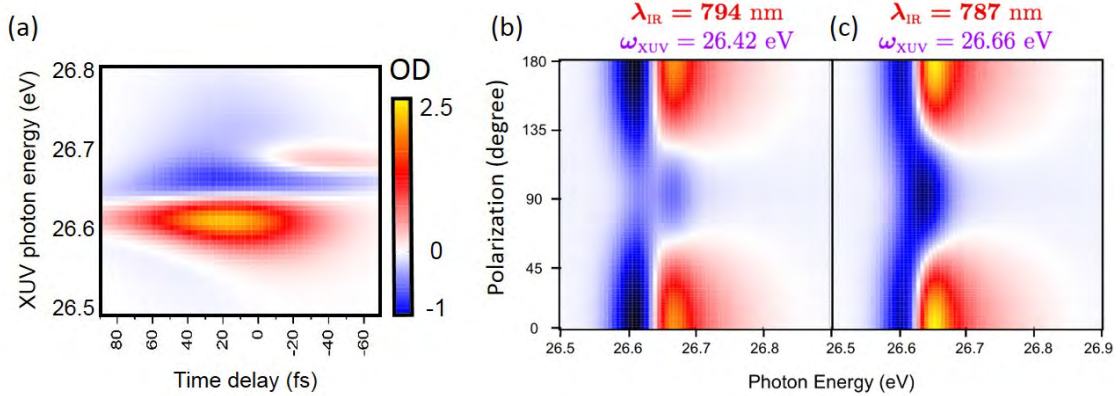 (a)
XUV photon energy (eV)
26.8
26.7
26.6
26.5
80
60
40
20
0
-20
-40
-60
Time delay (fs)
OD
2.5
0
-1
(b)
λIR = 794 nm
ωXUV = 26.42 eV
(c)
λIR = 787 nm
ωXUV = 26.66 eV
Polarization (degree)
180
135
90
45
0
26.5
26.6
26.7
26.8
26.6
26.7
26.8
26.9
Photon Energy (eV)